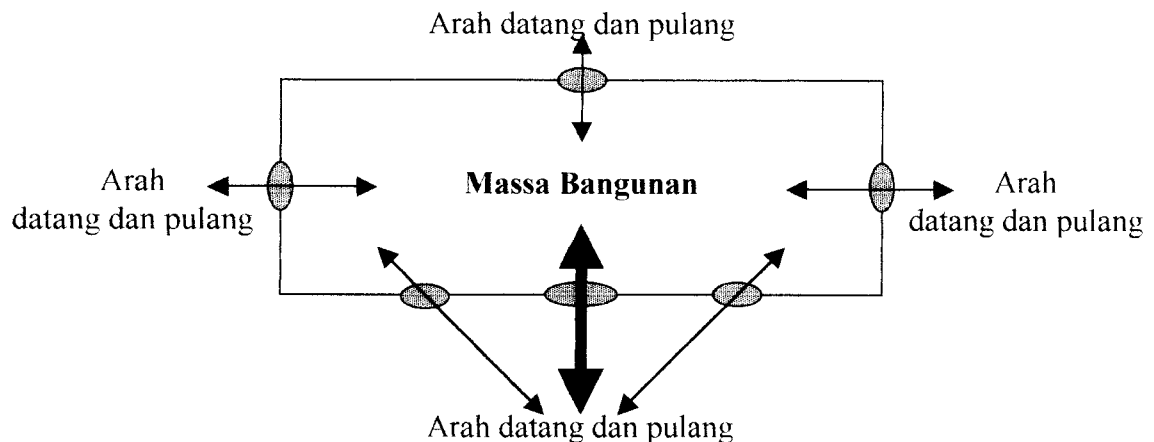 Arah datang dan pulang
Arah
datang dan pulang
Massa Bangunan
Arah
datang dan pulang
Arah datang dan pulang